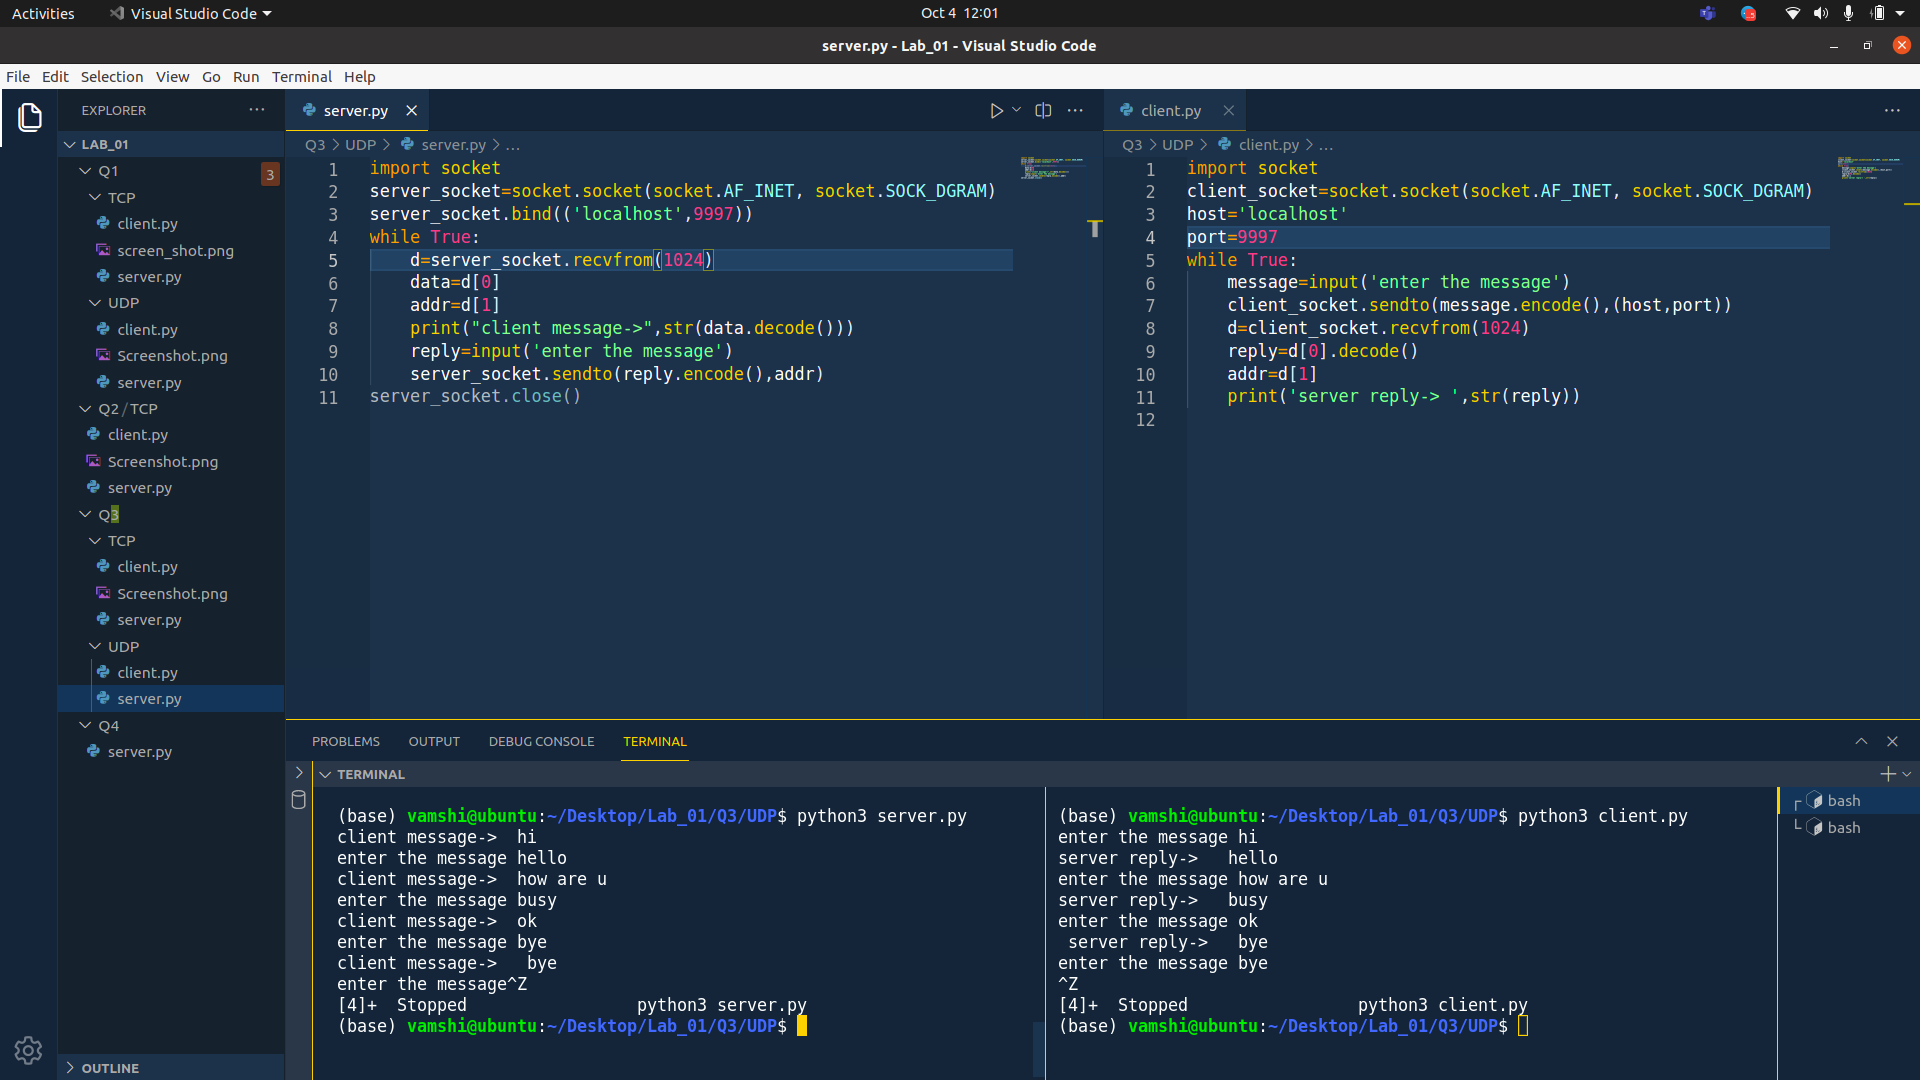 Activities
Visual Studio Code
Oct 4 12:01
server.py - Lab_01 - Visual Studio Code
File Edit Selection View Go Run Terminal Help
EXPLORER
LAB_01
Q1
3
TCP
client.py
screen_shot.png
server.py
UDP
client.py
Screenshot.png
server.py
Q2/TCP
client.py
Screenshot.png
server.py
Q3
TCP
client.py
Screenshot.png
server.py
UDP
client.py
server.py
Q4
server.py
OUTLINE
server.py
Q3 > UDP > server.py > ...
1 import socket
2 server_socket=socket.socket(socket.AF_INET, socket.SOCK_DGRAM)
3 server_socket.bind(('localhost',9997))
4 while True:
5     d=server_socket.recvfrom(1024)
6     data=d[0]
7     addr=d[1]
8     print("client message->",str(data.decode()))
9     reply=input('enter the message')
10     server_socket.sendto(reply.encode(),addr)
11 server_socket.close()
client.py
Q3 > UDP > client.py > ...
1 import socket
2 client_socket=socket.socket(socket.AF_INET, socket.SOCK_DGRAM)
3 host='localhost'
4 port=9997
5 while True:
6     message=input('enter the message')
7     client_socket.sendto(message.encode(),(host,port))
8     d=client_socket.recvfrom(1024)
9     reply=d[0].decode()
10     addr=d[1]
11     print('server reply-> ',str(reply))
12
PROBLEMS OUTPUT DEBUG CONSOLE TERMINAL
TERMINAL
(base) vamshi@ubuntu:~/Desktop/Lab_01/Q3/UDP$ python3 server.py
client message->  hi
enter the message hello
client message->  how are u
enter the message busy
client message->  ok
enter the message bye
client message->   bye
enter the message^Z
[4]+  Stopped                 python3 server.py
(base) vamshi@ubuntu:~/Desktop/Lab_01/Q3/UDP$
(base) vamshi@ubuntu:~/Desktop/Lab_01/Q3/UDP$ python3 client.py
enter the message hi
server reply->   hello
enter the message how are u
server reply->   busy
enter the message ok
 server reply->   bye
enter the message bye
^Z
[4]+  Stopped                 python3 client.py
(base) vamshi@ubuntu:~/Desktop/Lab_01/Q3/UDP$
bash
bash